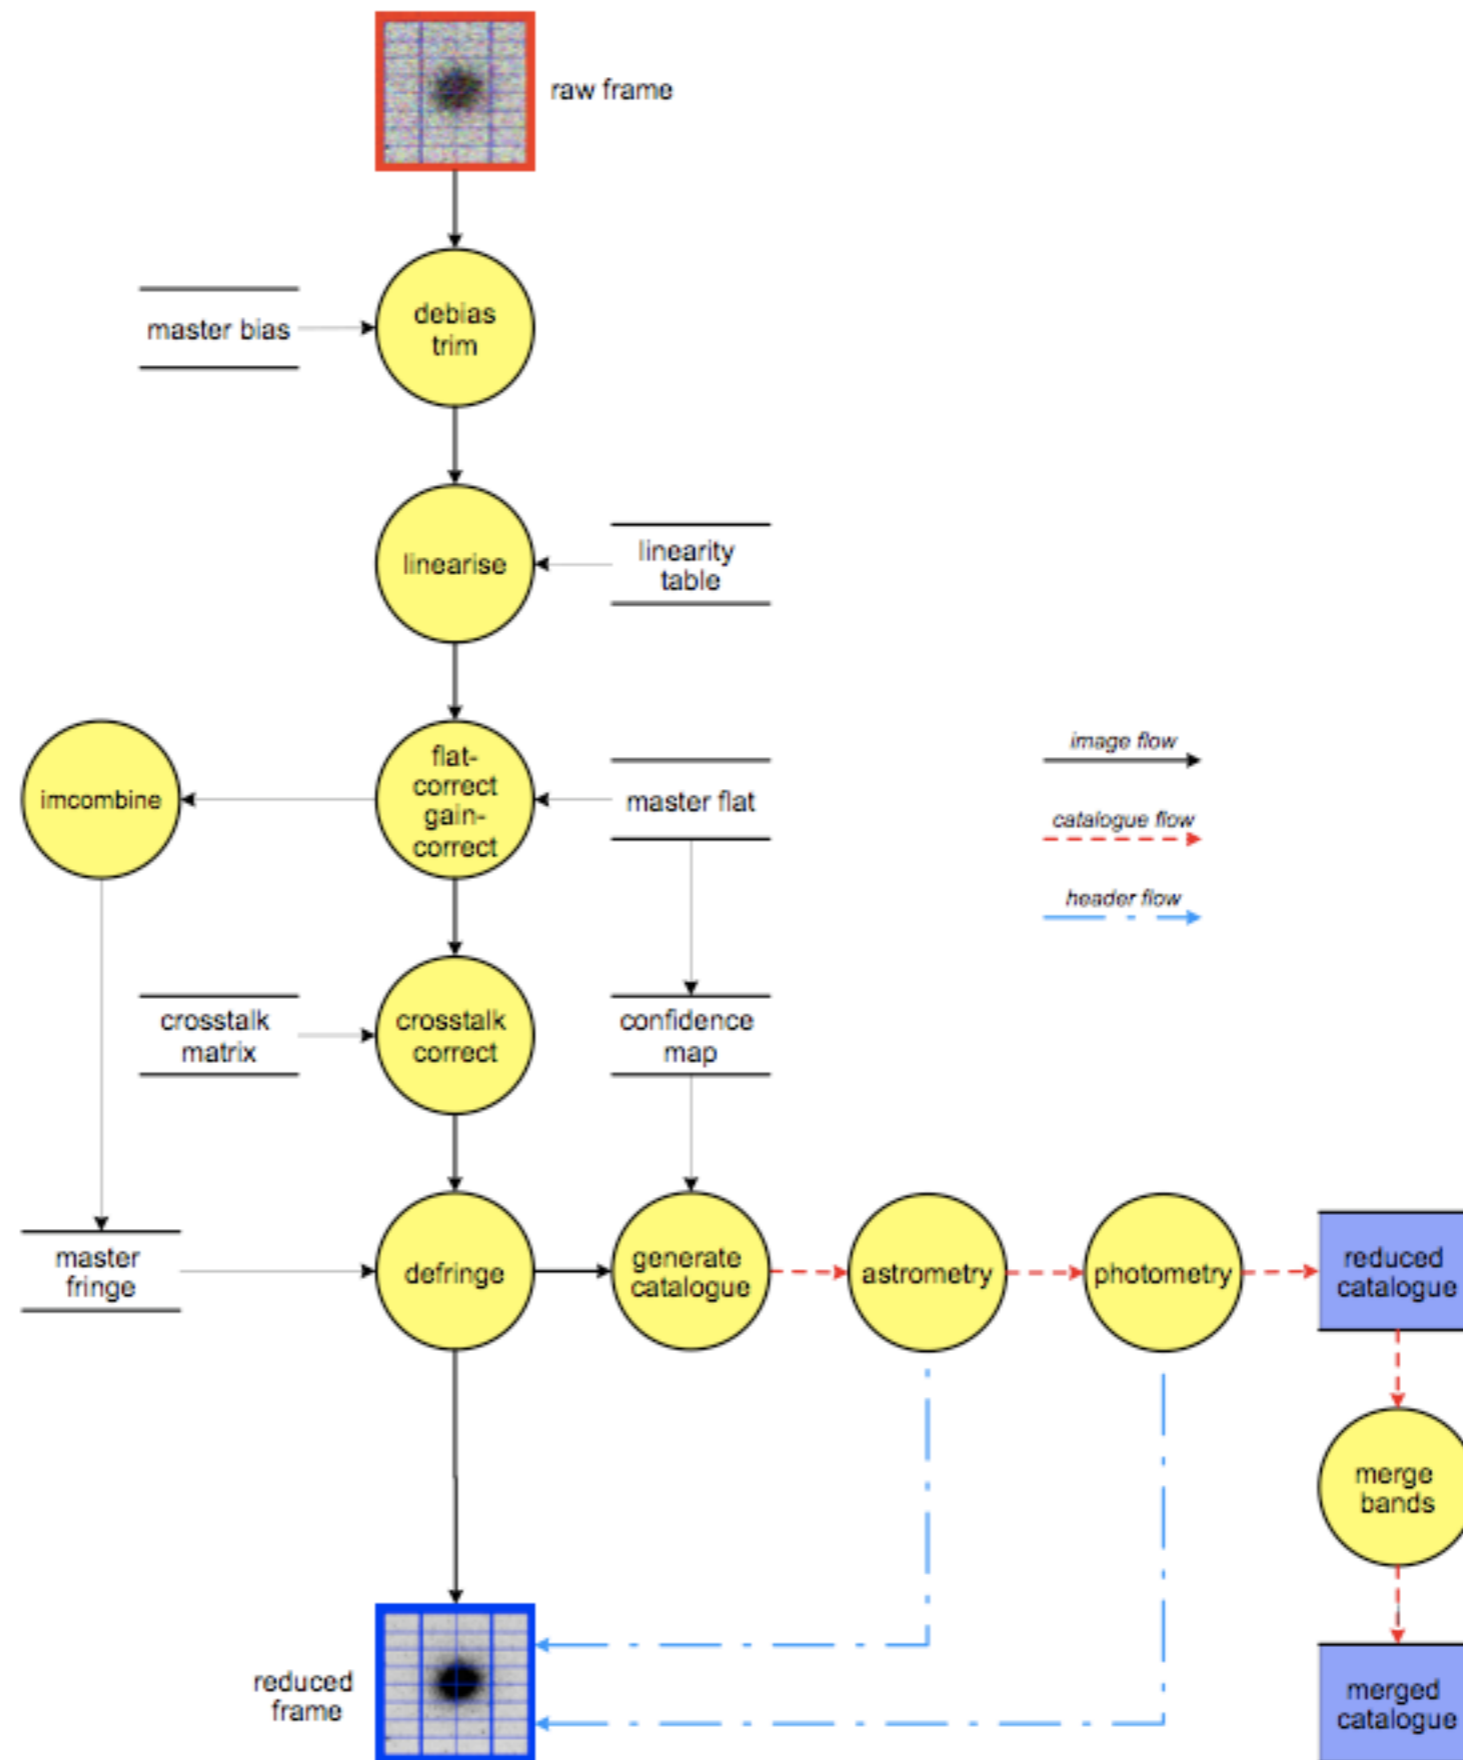 raw frame
debias
trim
master bias
linearise
linearity
table
imcombine
flat-
correct
gain-
correct
master flat
image flow
catalogue flow
header flow
crosstalk
matrix
crosstalk
correct
confidence
map
master
fringe
defringe
generate
catalogue
astrometry
photometry
reduced
catalogue
merge
bands
reduced
frame
merged
catalogue